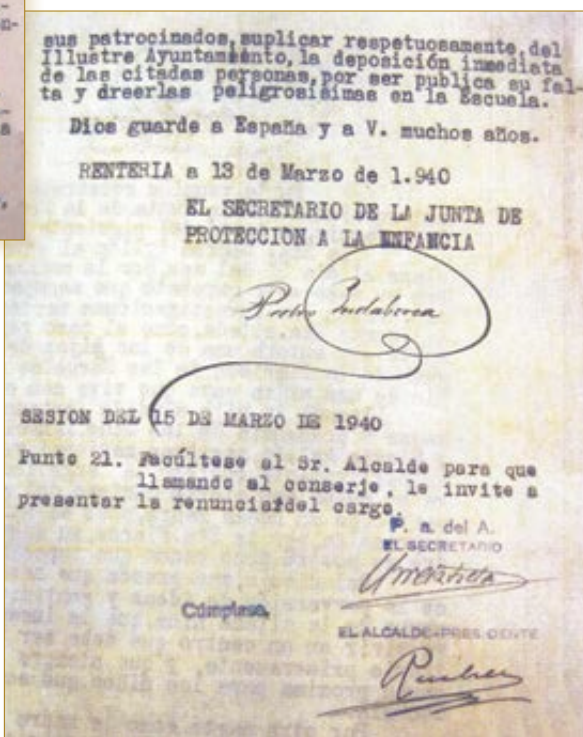 sus patrocinados, suplicar respetuosamente, del
Illustre Ayuntamiento, la deposición inmediata
de las citadas personas, por ser publica su fal-
ta y dreerlas peligrosisimas en la Escuela.
Dios guarde a España y a V. muchos años.
RENTERIA a 13 de Marzo de 1.940
EL SECRETARIO DE LA JUNTA DE
PROTECCION A LA INFANCIA
Pedro
SESION DEL 15 DE MARZO DE 1940
Punto 21. Facúltese al Sr. Alcalde para que
llamando al conserje, le invite a
presentar la renuncia del cargo.
P. a. del A.
EL SECRETARIO
Cúmplase.
EL ALCALDE-PRESIDENTE